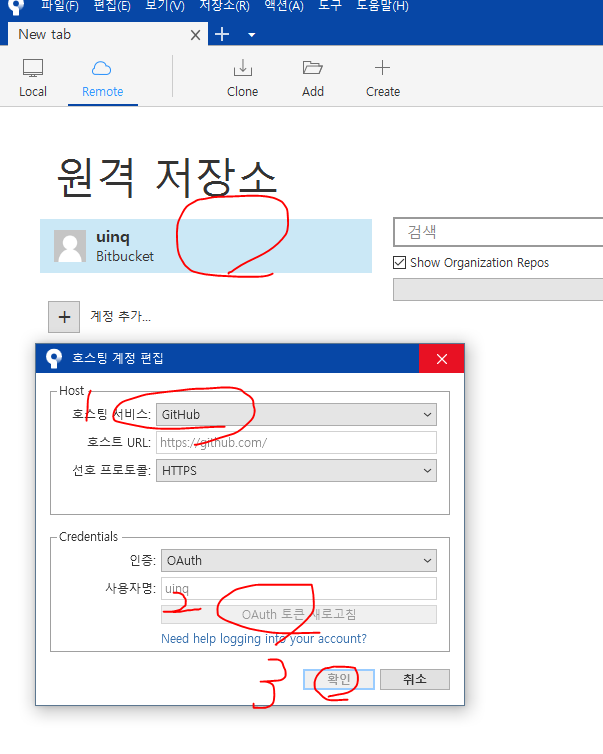 파일(F) 편집(E) 보기(V) 저장소(R) 액션(A) 도구 도움말(H)
New tab
Local Remote Clone Add Create
원격 저장소
uinq
Bitbucket
검색
Show Organization Repos
계정 추가...
호스팅 계정 편집
Host
1
호스팅 서비스: GitHub
호스트 URL: https://github.com/
선호 프로토콜: HTTPS
Credentials
인증: OAuth
사용자명: uinq
2
OAuth 토큰 새로고침
Need help logging into your account?
3
확인 취소